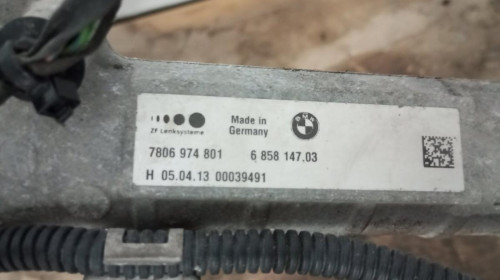 ZF Lenksysteme
Made in
Germany
BMW
7806 974 801 6 858 147.03
H 05.04.13 00039491